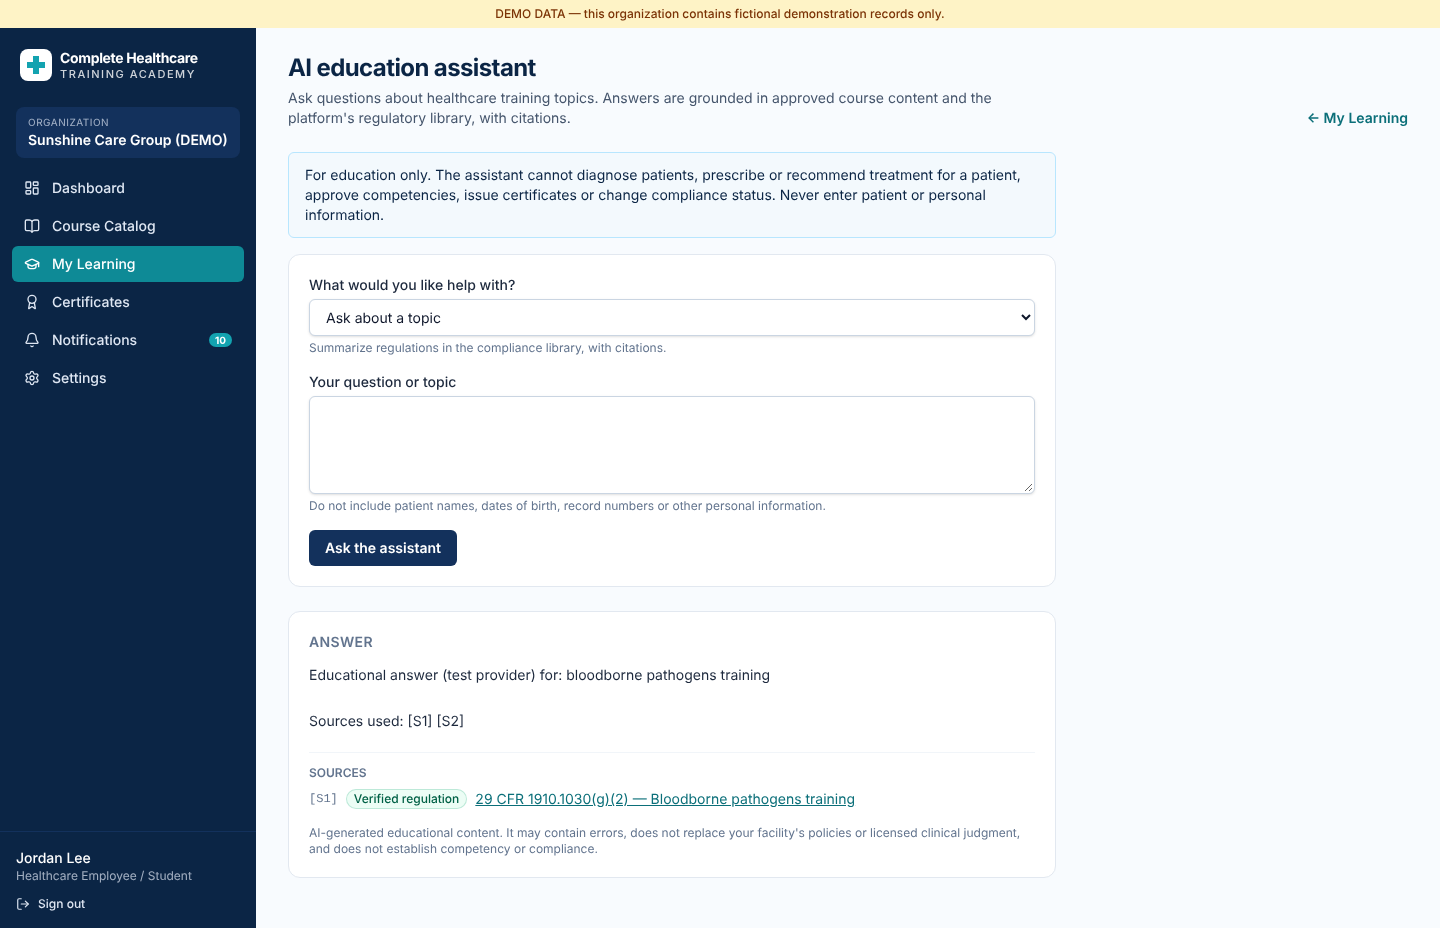 DEMO DATA — this organization contains fictional demonstration records only.
Complete Healthcare
TRAINING ACADEMY
ORGANIZATION
Sunshine Care Group (DEMO)
Dashboard
Course Catalog
My Learning
Certificates
Notifications 10
Settings
Jordan Lee
Healthcare Employee / Student
Sign out
AI education assistant
Ask questions about healthcare training topics. Answers are grounded in approved course content and the
platform's regulatory library, with citations.
← My Learning
For education only. The assistant cannot diagnose patients, prescribe or recommend treatment for a patient,
approve competencies, issue certificates or change compliance status. Never enter patient or personal
information.
What would you like help with?
Ask about a topic
Summarize regulations in the compliance library, with citations.
Your question or topic
Do not include patient names, dates of birth, record numbers or other personal information.
Ask the assistant
ANSWER
Educational answer (test provider) for: bloodborne pathogens training
Sources used: [S1] [S2]
SOURCES
[S1] Verified regulation 29 CFR 1910.1030(g)(2) — Bloodborne pathogens training
AI-generated educational content. It may contain errors, does not replace your facility's policies or licensed clinical judgment,
and does not establish competency or compliance.